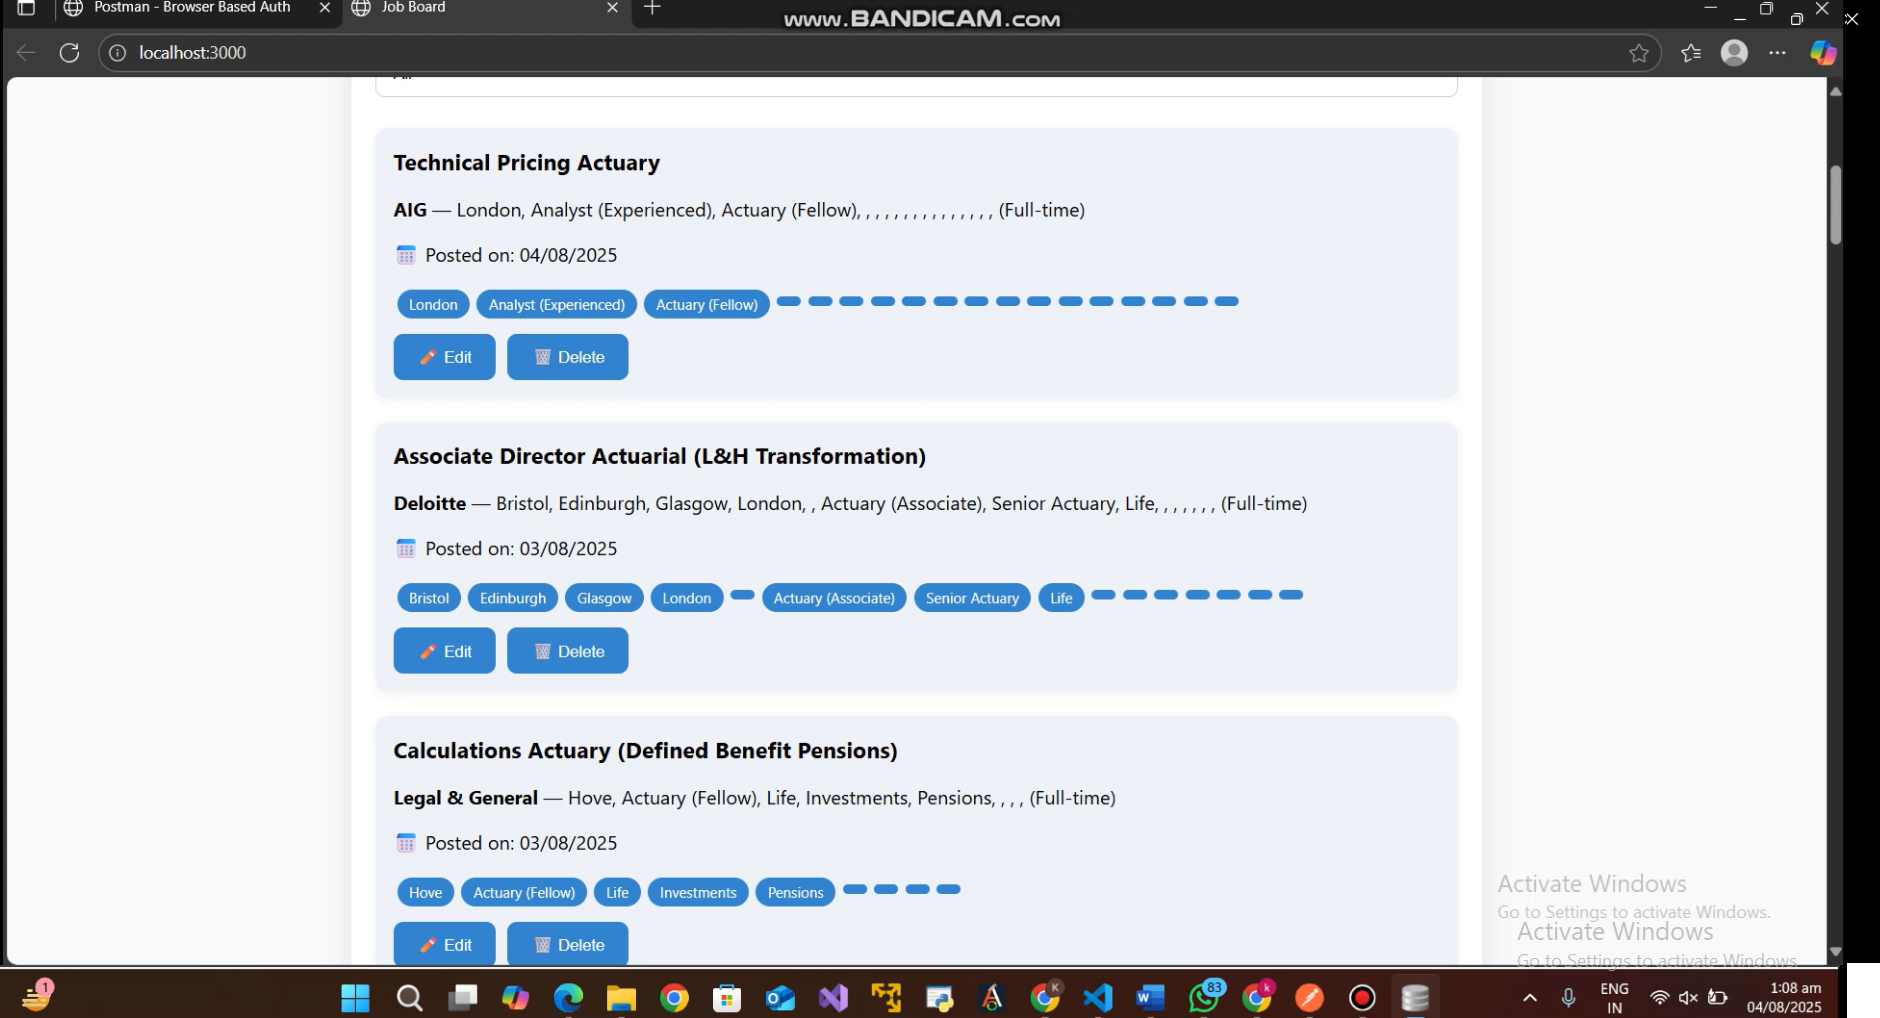 Postman - Browser Based Auth
Job Board
www.BANDICAM.com
localhost:3000
Technical Pricing Actuary
AIG — London, Analyst (Experienced), Actuary (Fellow), , , , , , , , , , , , , , , (Full-time)
Posted on: 04/08/2025
London Analyst (Experienced) Actuary (Fellow)
Edit Delete
Associate Director Actuarial (L&H Transformation)
Deloitte — Bristol, Edinburgh, Glasgow, London, , Actuary (Associate), Senior Actuary, Life, , , , , , , (Full-time)
Posted on: 03/08/2025
Bristol Edinburgh Glasgow London Actuary (Associate) Senior Actuary Life
Edit Delete
Calculations Actuary (Defined Benefit Pensions)
Legal & General — Hove, Actuary (Fellow), Life, Investments, Pensions, , , , (Full-time)
Posted on: 03/08/2025
Hove Actuary (Fellow) Life Investments Pensions
Edit Delete
Activate Windows
Go to Settings to activate Windows.
Activate Windows
Go to Settings to activate Windows.
1
K
83
k
ENG
IN
1:08 am
04/08/2025